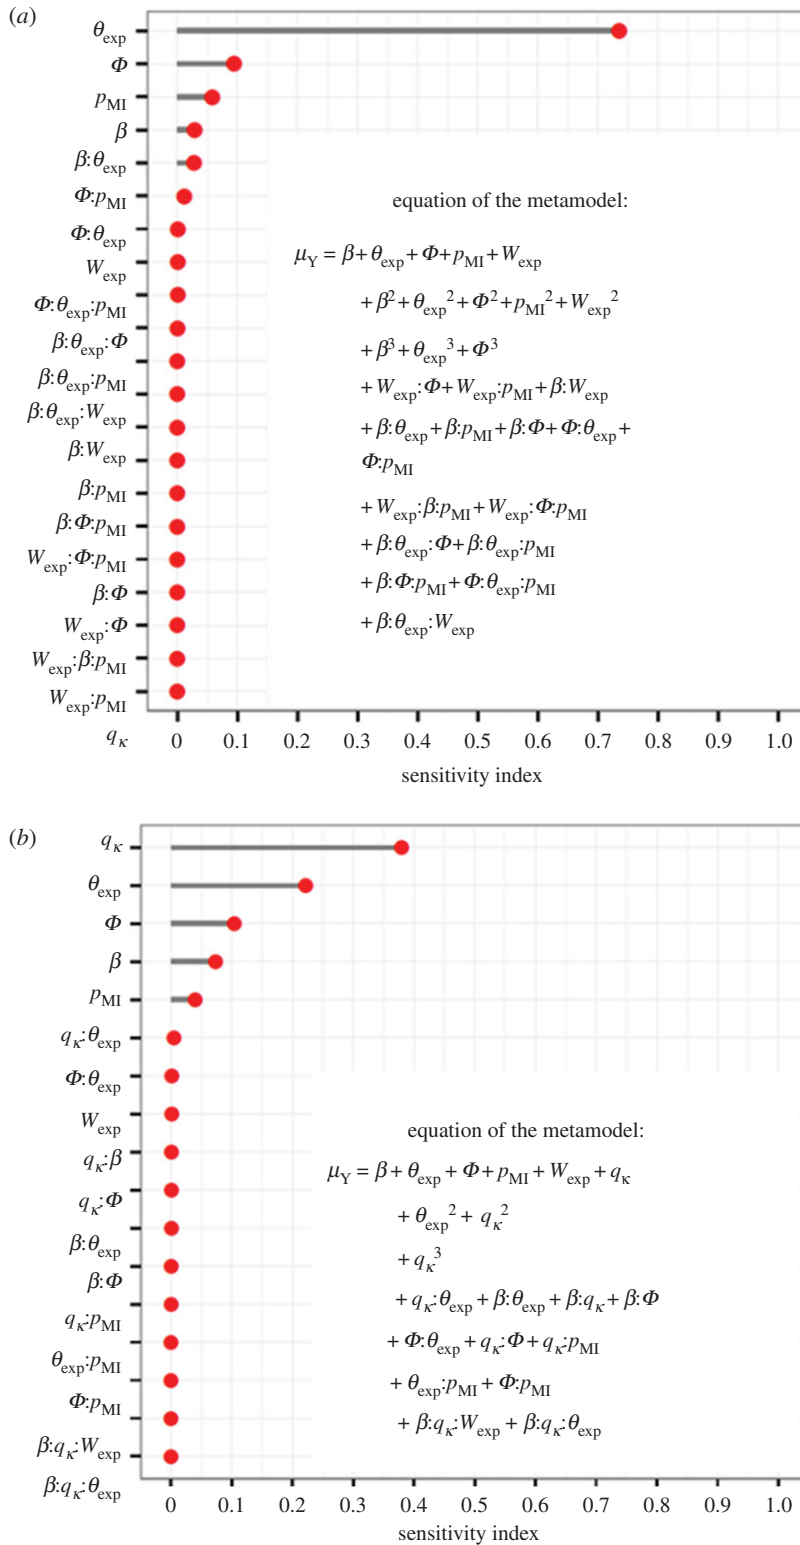 (a)
θexp
Φ
pMI
β
β:θexp
Φ:pMI
Φ:θexp
Wexp
Φ:θexp:pMI
β:θexp:Φ
β:θexp:pMI
β:θexp:Wexp
β:Wexp
β:pMI
β:Φ:pMI
Wexp:Φ:pMI
β:Φ
Wexp:Φ
Wexp:β:pMI
Wexp:pMI
qκ
equation of the metamodel:
μY = β + θexp + Φ + pMI + Wexp
+ β² + θexp² + Φ² + pMI² + Wexp²
+ β³ + θexp³ + Φ³
+ Wexp:Φ + Wexp:pMI + β:Wexp
+ β:θexp + β:pMI + β:Φ + Φ:θexp +
Φ:pMI
+ Wexp:β:pMI + Wexp:Φ:pMI
+ β:θexp:Φ + β:θexp:pMI
+ β:Φ:pMI + Φ:θexp:pMI
+ β:θexp:Wexp
0 0.1 0.2 0.3 0.4 0.5 0.6 0.7 0.8 0.9 1.0
sensitivity index
(b)
qκ
θexp
Φ
β
pMI
qκ:θexp
Φ:θexp
Wexp
qκ:β
qκ:Φ
β:θexp
β:Φ
qκ:pMI
θexp:pMI
Φ:pMI
β:qκ:Wexp
β:qκ:θexp
equation of the metamodel:
μY = β + θexp + Φ + pMI + Wexp + qκ
+ θexp² + qκ²
+ qκ³
+ qκ:θexp + β:θexp + β:qκ + β:Φ
+ Φ:θexp + qκ:Φ + qκ:pMI
+ θexp:pMI + Φ:pMI
+ β:qκ:Wexp + β:qκ:θexp
0 0.1 0.2 0.3 0.4 0.5 0.6 0.7 0.8 0.9 1.0
sensitivity index